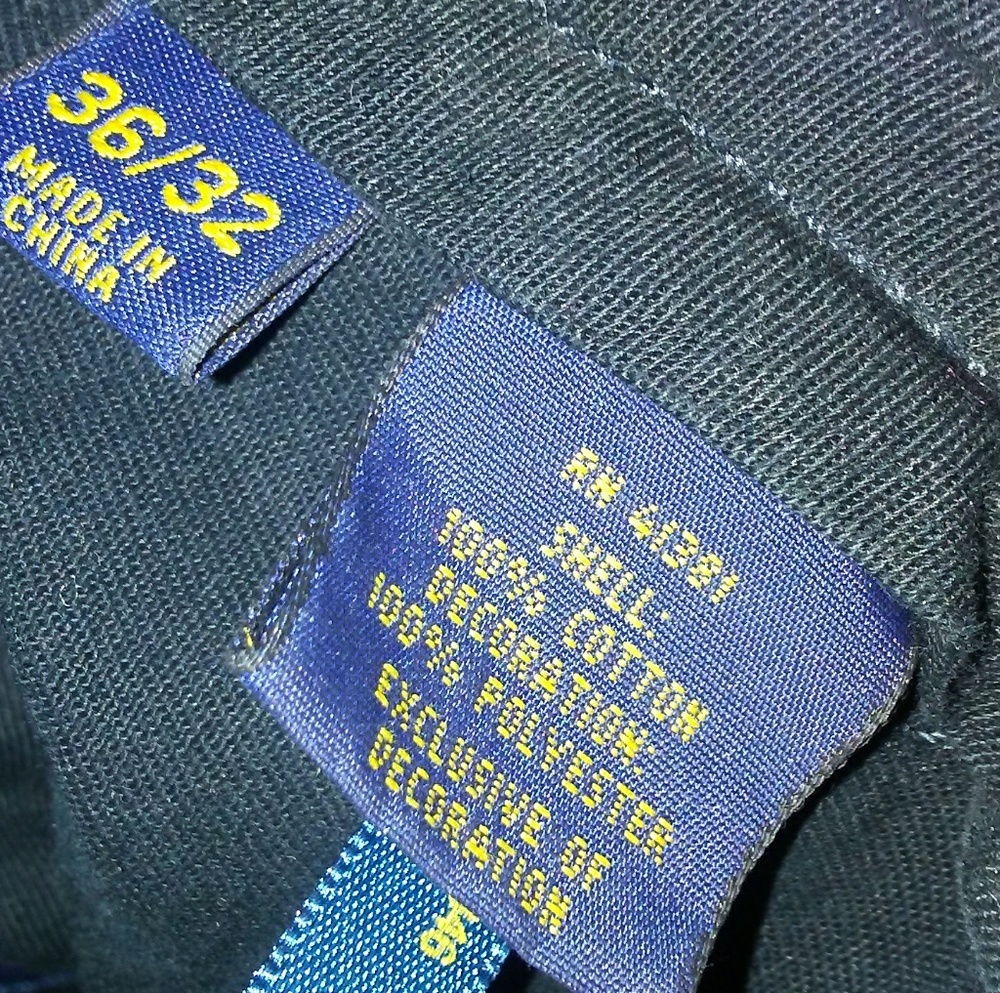 36/32
MADE IN
CHINA
RN 41381
SHELL:
100% COTTON
DECORATION:
100% POLYESTER
EXCLUSIVE OF
DECORATION